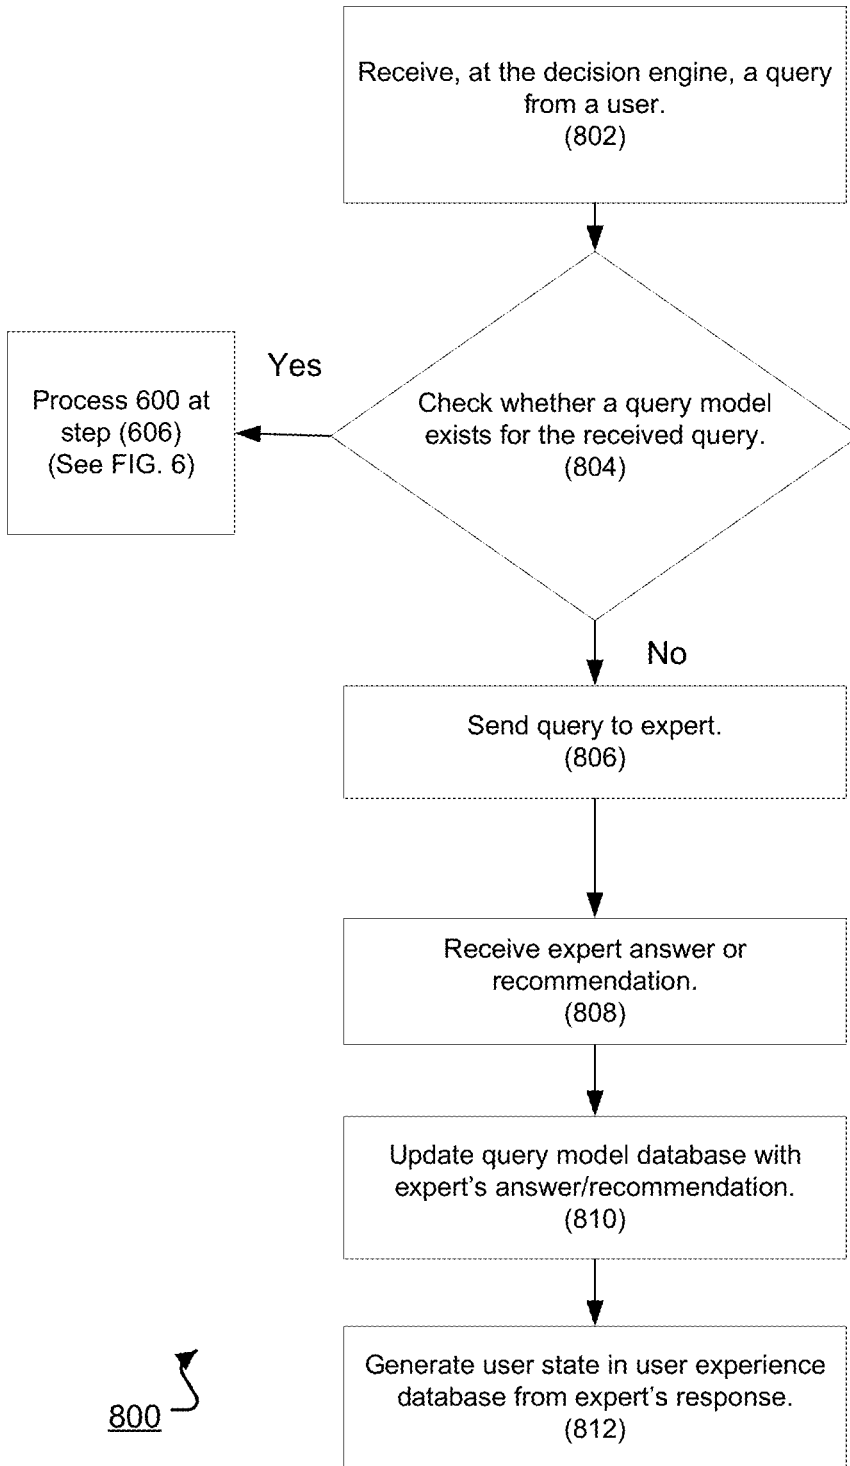 Receive, at the decision engine, a query
from a user.
(802)
Yes
Process 600 at
step (606)
(See FIG. 6)
Check whether a query model
exists for the received query.
(804)
No
Send query to expert.
(806)
Receive expert answer or
recommendation.
(808)
Update query model database with
expert's answer/recommendation.
(810)
Generate user state in user experience
database from expert's response.
(812)
800